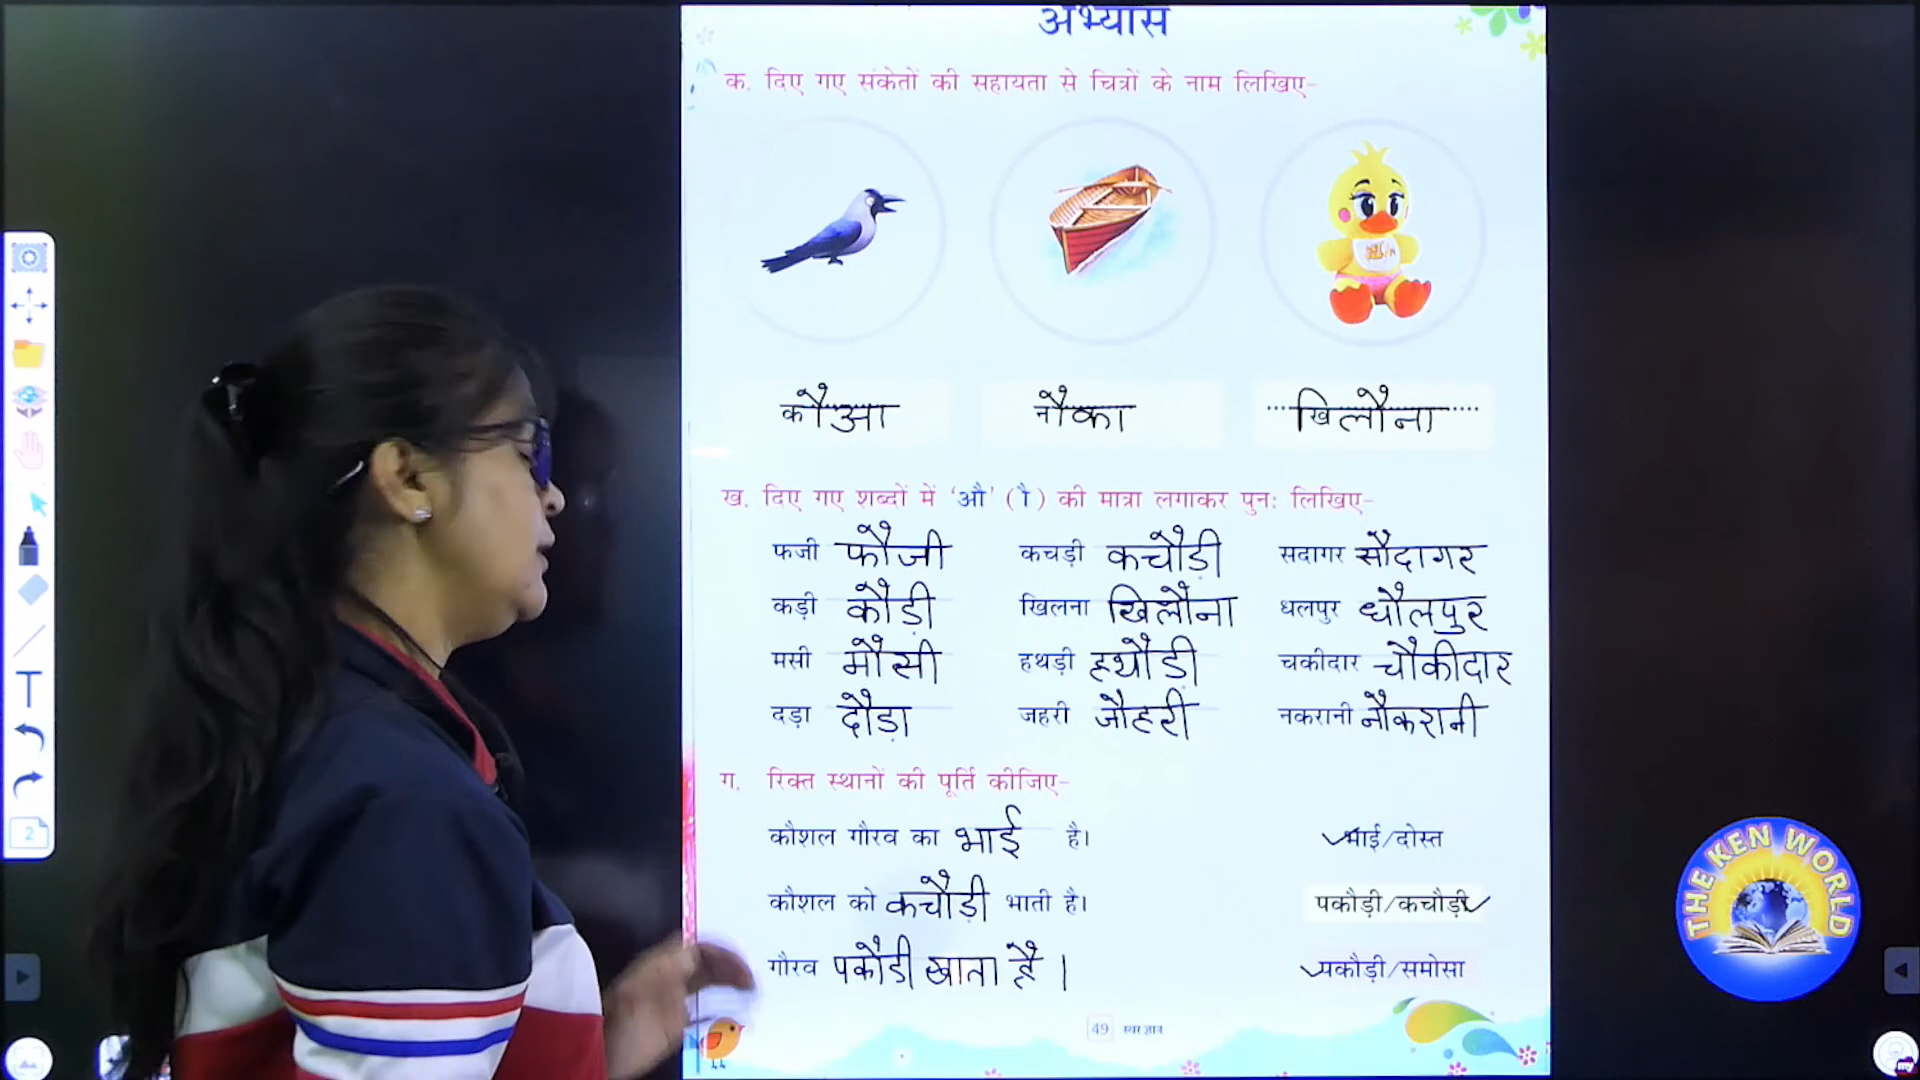 अभ्यास
क. दिए गए संकेतों की सहायता से चित्रों के नाम लिखिए-
कौआ नौका खिलौना
ख. दिए गए शब्दों में 'औ' (ौ) की मात्रा लगाकर पुनः लिखिए-
फजी फौजी कचड़ी कचौड़ी सदागर सौदागर
कड़ी कौड़ी खिलना खिलौना धलपुर धौलपुर
मसी मौसी हथड़ी हथौड़ी चकीदार चौकीदार
दड़ा दौड़ा जहरी जौहरी नकरानी नौकरानी
ग. रिक्त स्थानों की पूर्ति कीजिए-
कौशल गौरव का भाई है। भाई/दोस्त
कौशल को कचौड़ी भाती है। पकौड़ी/कचौड़ी
गौरव पकौड़ी खाता है। पकौड़ी/समोसा
49 स्वर ज्ञान
THE KEN WORLD
T
2